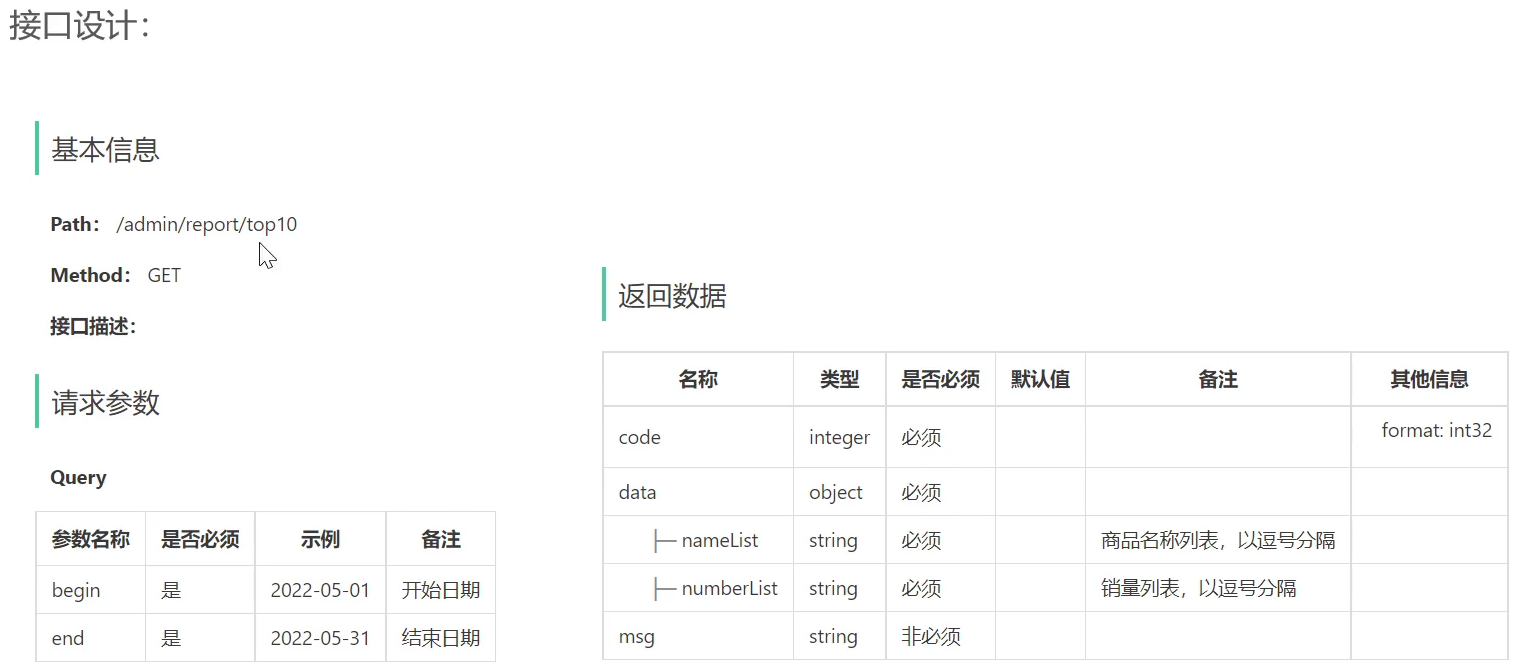 接口设计：
基本信息
Path： /admin/report/top10
Method： GET
接口描述：
请求参数
Query
参数名称 是否必须 示例 备注
begin 是 2022-05-01 开始日期
end 是 2022-05-31 结束日期
返回数据
名称 类型 是否必须 默认值 备注 其他信息
code integer 必须 format: int32
data object 必须
├─ nameList string 必须 商品名称列表，以逗号分隔
├─ numberList string 必须 销量列表，以逗号分隔
msg string 非必须